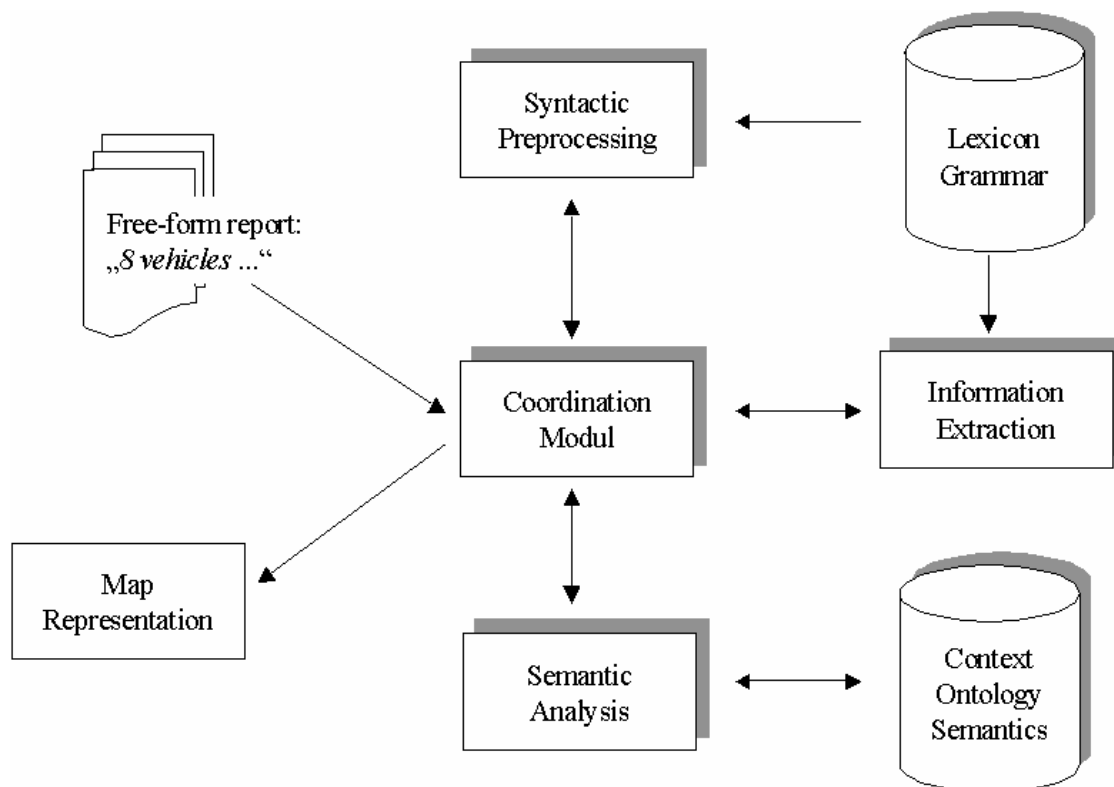 Syntactic
Preprocessing
Lexicon
Grammar
Free-form report:
„8 vehicles ...“
Coordination
Modul
Information
Extraction
Map
Representation
Semantic
Analysis
Context
Ontology
Semantics